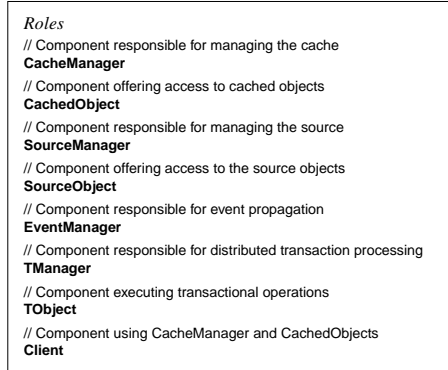 Roles
// Component responsible for managing the cache
CacheManager
// Component offering access to cached objects
CachedObject
// Component responsible for managing the source
SourceManager
// Component offering access to the source objects
SourceObject
// Component responsible for event propagation
EventManager
// Component responsible for distributed transaction processing
TManager
// Component executing transactional operations
TObject
// Component using CacheManager and CachedObjects
Client